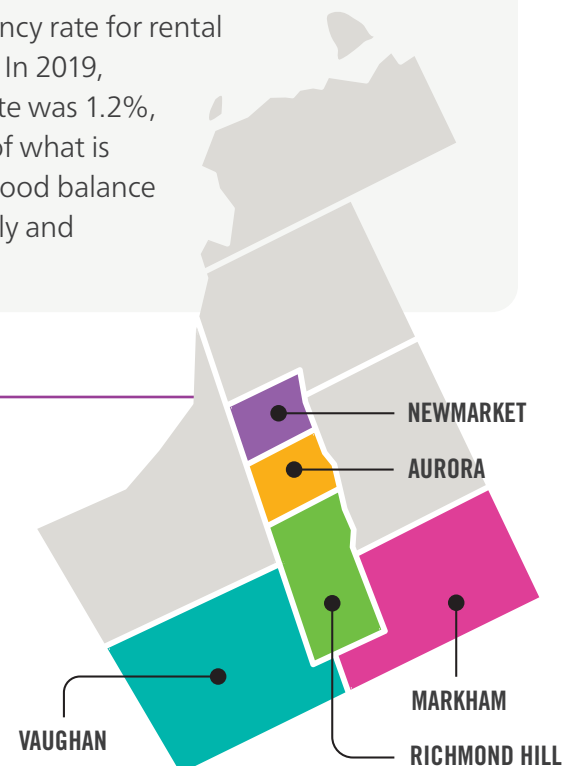 ncy rate for rental
In 2019,
te was 1.2%,
of what is
ood balance
ly and
NEWMARKET
AURORA
MARKHAM
VAUGHAN
RICHMOND HILL